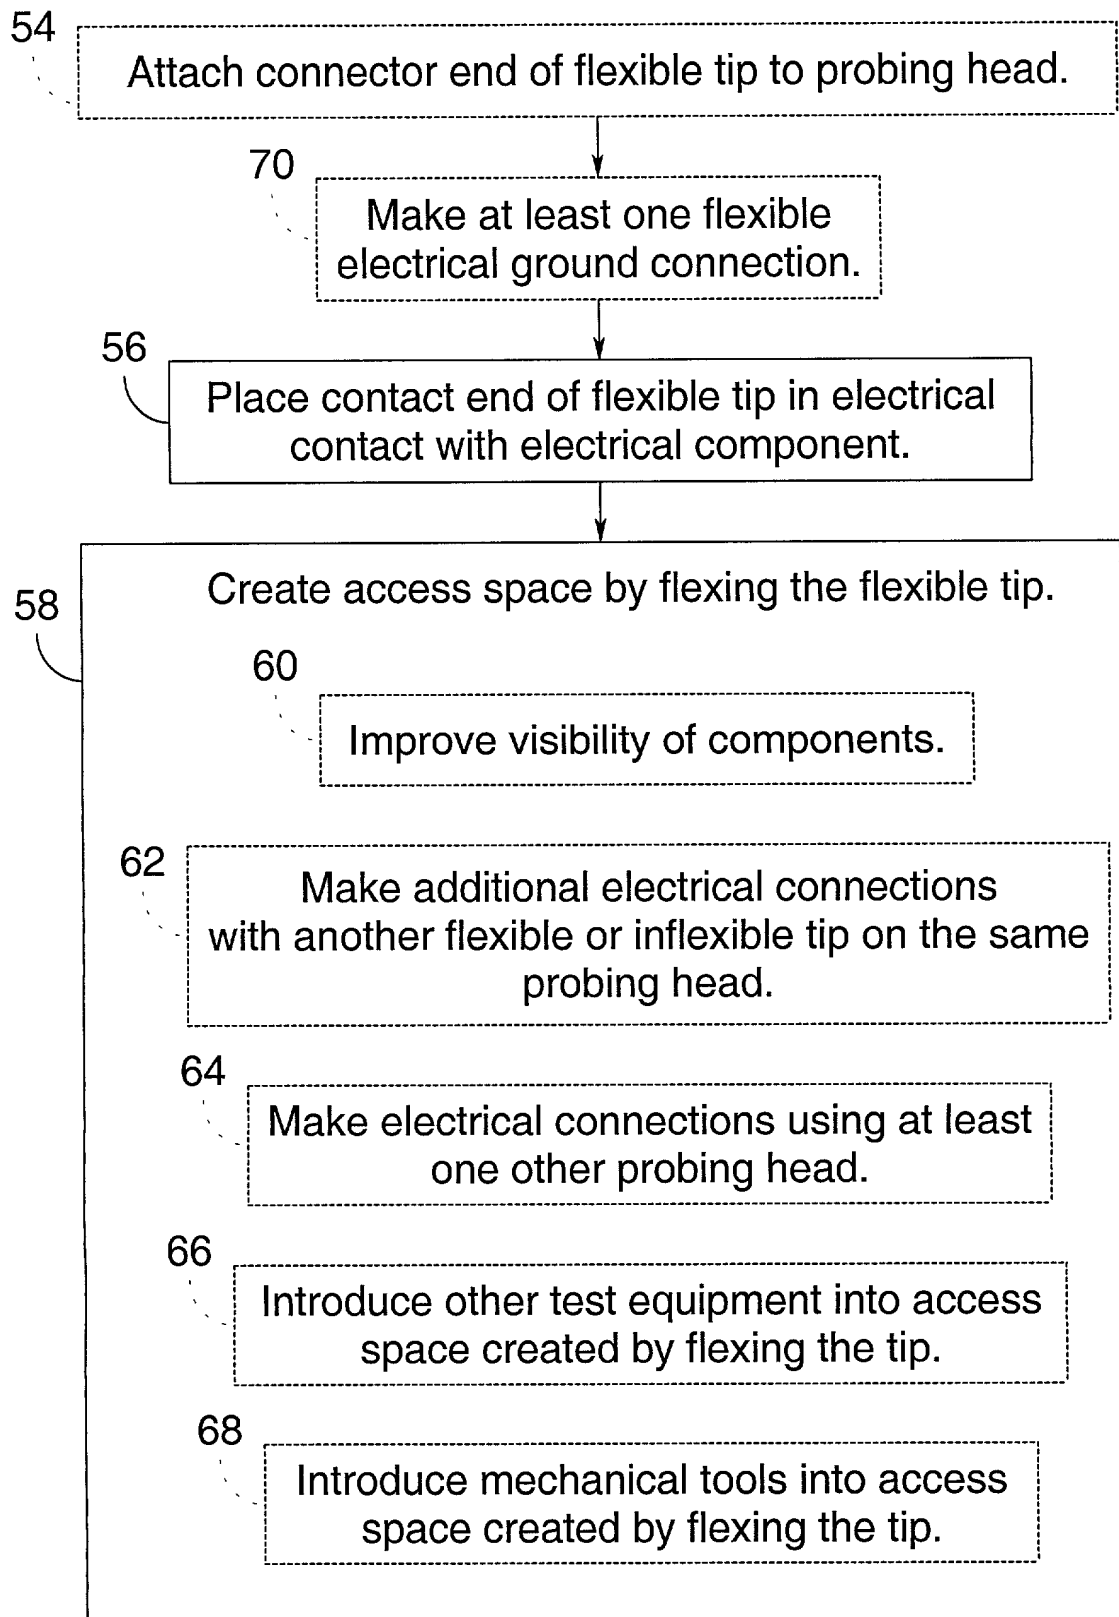 54
Attach connector end of flexible tip to probing head.
70
Make at least one flexible
electrical ground connection.
56
Place contact end of flexible tip in electrical
contact with electrical component.
58
Create access space by flexing the flexible tip.
60
Improve visibility of components.
62
Make additional electrical connections
with another flexible or inflexible tip on the same
probing head.
64
Make electrical connections using at least
one other probing head.
66
Introduce other test equipment into access
space created by flexing the tip.
68
Introduce mechanical tools into access
space created by flexing the tip.